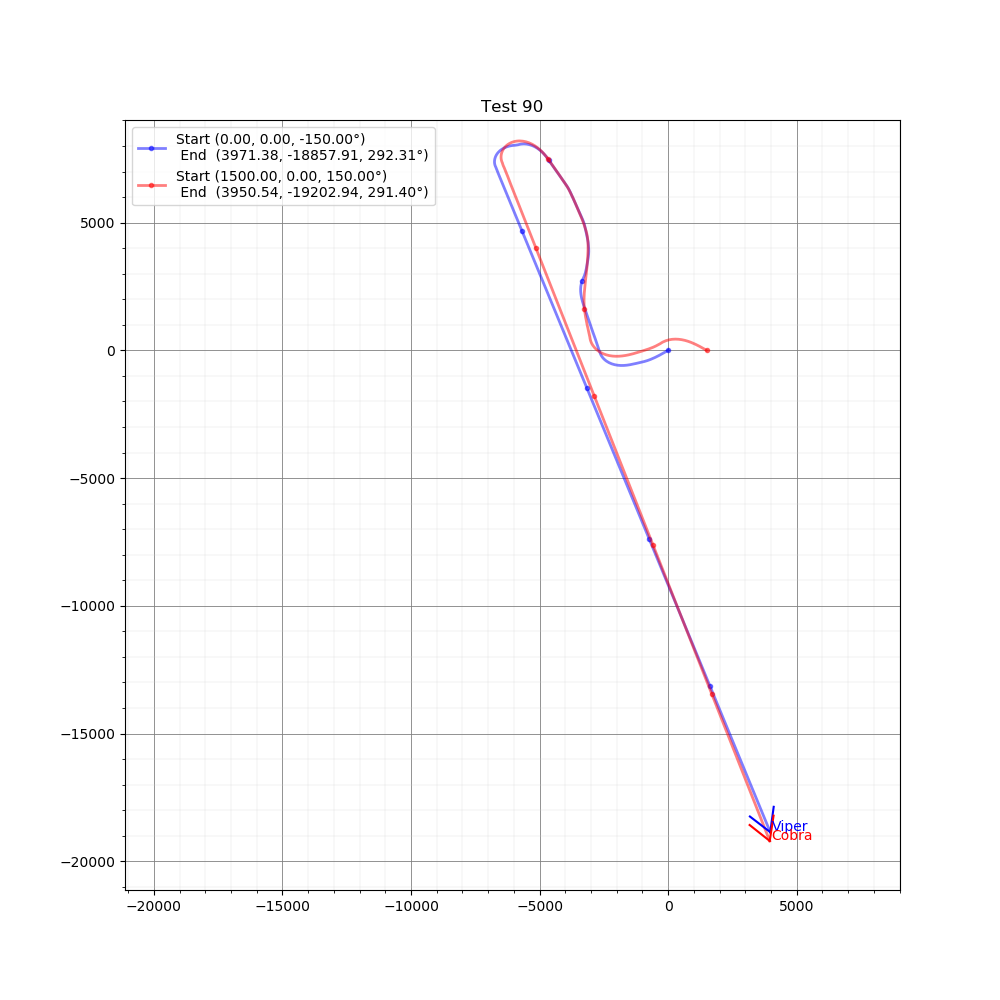 Test 90
Start (0.00, 0.00, -150.00°)
End  (3971.38, -18857.91, 292.31°)
Start (1500.00, 0.00, 150.00°)
End  (3950.54, -19202.94, 291.40°)
5000
0
−5000
−10000
−15000
−20000
Viper
Cobra
−20000 −15000 −10000 −5000 0 5000